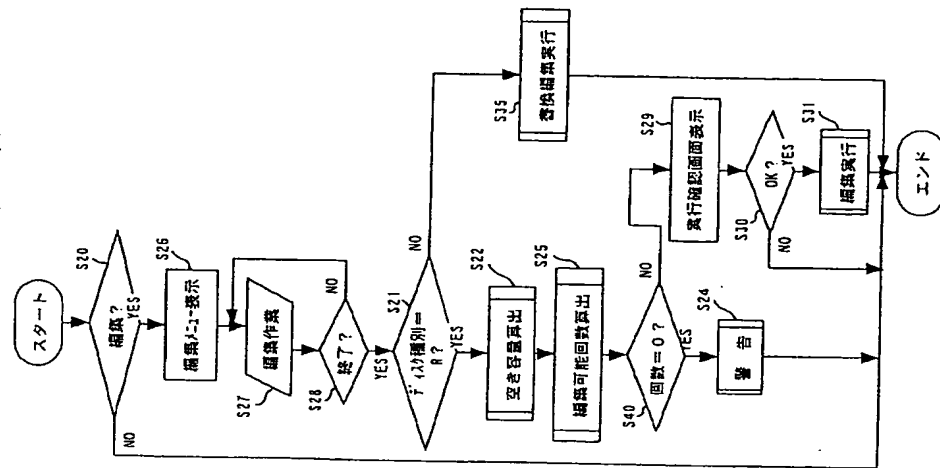 スタート
S20
編集?
YES
NO
S26
編集メニュー表示
S27
編集作業
S28
終了?
NO
YES
S21
ディスク種別=
R?
NO
YES
S22
空き容量算出
S25
編集可能回数算出
S40
回数=0?
NO
YES
S24
警 告
S35
替換編集実行
S29
実行確認画面表示
S30
OK?
YES
NO
S31
編集実行
エンド